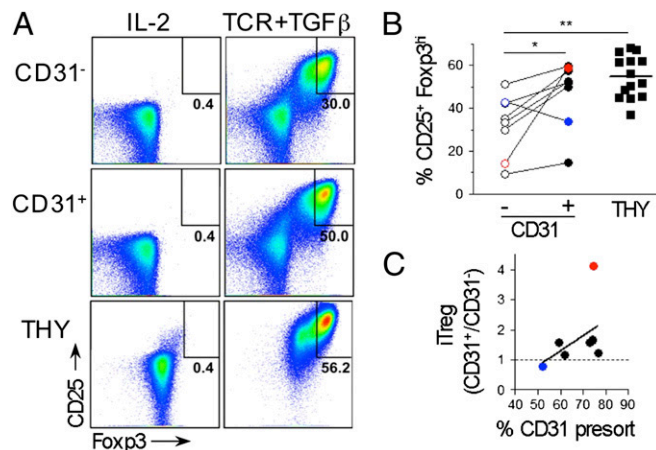 A
IL-2
TCR+TGFβ
CD31⁻
0.4
30.0
CD31⁺
0.4
50.0
THY
0.4
56.2
CD25 →
Foxp3 →
B
% CD25⁺ Foxp3ʰⁱ
60
40
20
0
**
*
- + THY
CD31
C
iTreg
(CD31⁺/CD31⁻)
4
3
2
1
0
40 50 60 70 80 90
% CD31 presort